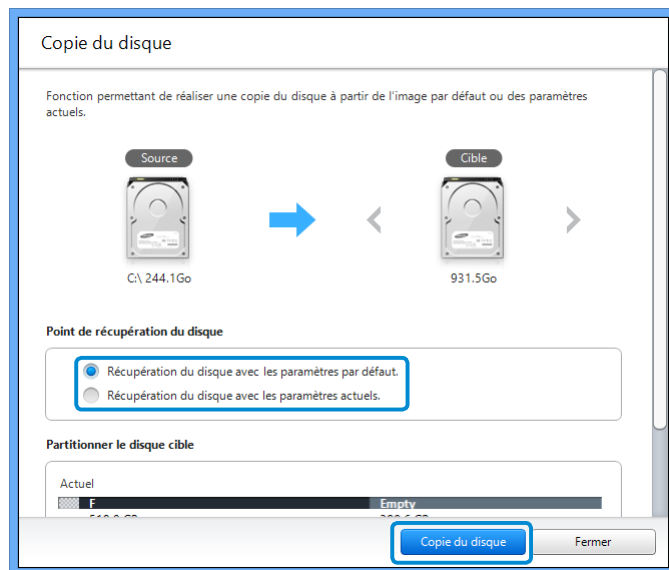 Copie du disque
Fonction permettant de réaliser une copie du disque à partir de l'image par défaut ou des paramètres
actuels.
Source
Cible
C:\ 244.1Go
931.5Go
Point de récupération du disque
Récupération du disque avec les paramètres par défaut.
Récupération du disque avec les paramètres actuels.
Partitionner le disque cible
Actuel
F
Empty
Copie du disque
Fermer